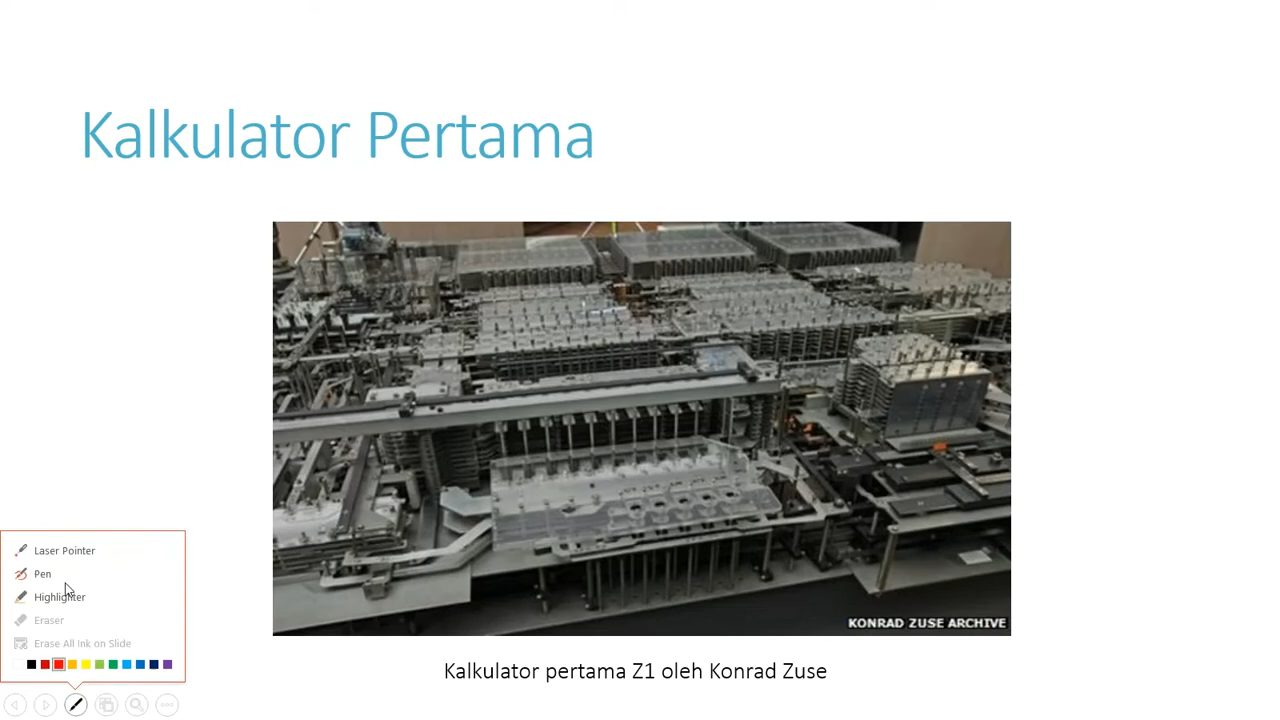 Kalkulator Pertama
KONRAD ZUSE ARCHIVE
Kalkulator pertama Z1 oleh Konrad Zuse
Laser Pointer
Pen
Highlighter
Eraser
Erase All Ink on Slide